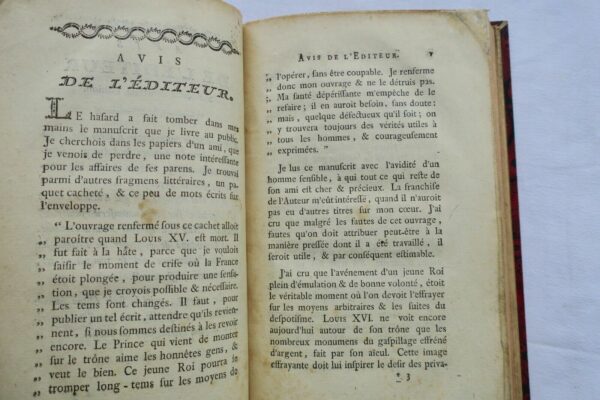 AVIS
DE L'ÉDITEUR.
LE hasard a fait tomber dans mes
mains le manuscrit que je livre au public.
Je cherchois dans les papiers d'un ami, que
je venois de perdre, une note intéressante
pour les affaires de ses parens. Je trouvai
parmi d'autres fragmens littéraires, un pa-
quet cacheté, & ce peu de mots écrits sur
l'enveloppe.
“ L'ouvrage renfermé sous ce cachet alloit
„ paroître quand LOUIS XV. est mort. Il
„ fut fait à la hâte, parce que je vouloit
„ saisir le moment de crise où la France
„ étoit plongée, pour produire une sensa-
„ tion, que je croyois possible & nécessaire.
„ Les tems sont changés. Il faut, pour
„ publier un tel écrit, attendre qu'ils revien-
„ nent, si nous sommes destinés à les revoir
„ encore. Le Prince qui vient de monter
„ sur le trône aime les honnêtes gens, &
„ veut le bien. Ce jeune Roi pourra in
„ tromper long-tems sur les moyens de
AVIS DE L'EDITEUR. v
„ l'opérer, sans être coupable. Je renferme
„ donc mon ouvrage & ne le détruis pas.
„ Ma santé dépérissante m'empêche de le
„ refaire; il en auroit besoin, sans doute:
„ mais, quelque défectueux qu'il soit; on
„ y trouvera toujours des vérités utiles à
„ tous les hommes, & courageusement
„ exprimées. ”
Je lus ce manuscrit avec l'avidité d'un
homme sensible, à qui tout ce qui reste de
son ami est cher & précieux. La franchise
de l'Auteur m'eût intéressé, quand il n'auroit
pas eu d'autres titres sur mon cœur. J'ai
cru que malgré les fautes de cet ouvrage,
fautes qu'on doit attribuer peut-être à la
manière pressée dont il a été travaillé, il
seroit utile, & par conséquent estimable.
J'ai cru que l'avénement d'un jeune Roi
plein d'émulation & de bonne volonté, étoit
le véritable moment où l'on devoit l'effrayer
sur les moyens arbitraires & les suites du
despotisme. LOUIS XVI. ne voit encore
aujourd'hui autour de son trône que les
nombreux monumens du gaspillage effréné
d'argent, fait par son aïeul. Cette image
effrayante doit lui inspirer le desir des priva-
* 3